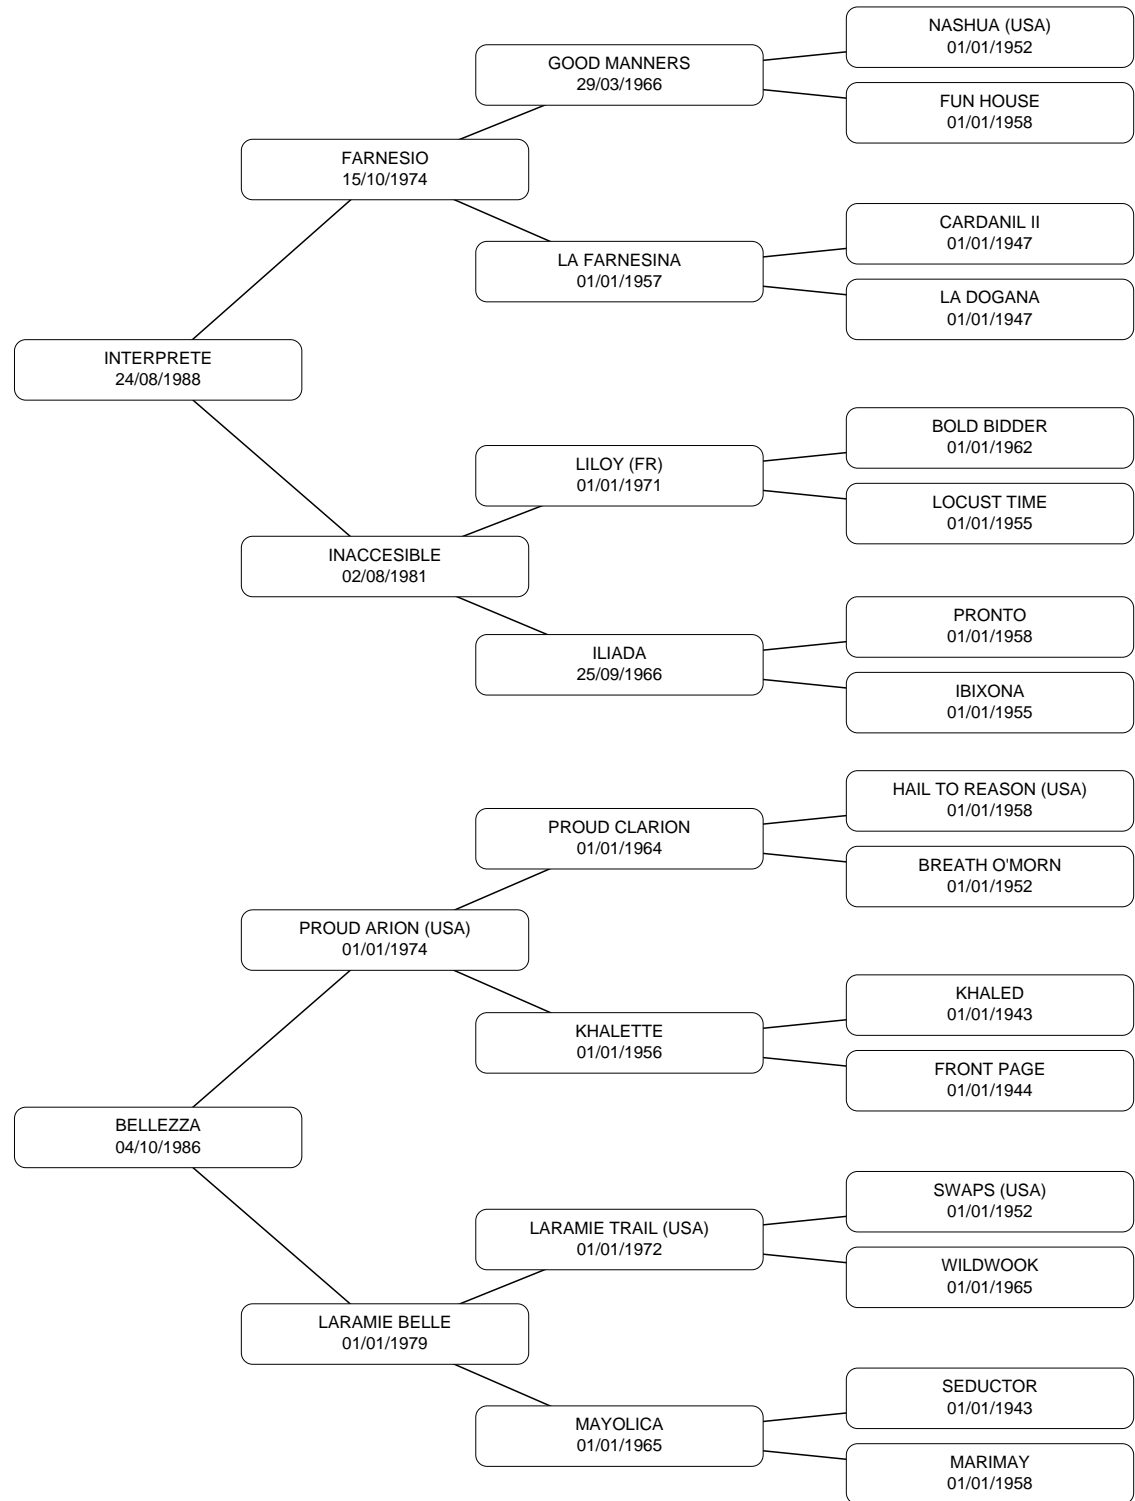 NASHUA (USA)
01/01/1952
GOOD MANNERS
29/03/1966
FUN HOUSE
01/01/1958
FARNESIO
15/10/1974
CARDANIL II
01/01/1947
LA FARNESINA
01/01/1957
LA DOGANA
01/01/1947
INTERPRETE
24/08/1988
BOLD BIDDER
01/01/1962
LILOY (FR)
01/01/1971
LOCUST TIME
01/01/1955
INACCESIBLE
02/08/1981
PRONTO
01/01/1958
ILIADA
25/09/1966
IBIXONA
01/01/1955
HAIL TO REASON (USA)
01/01/1958
PROUD CLARION
01/01/1964
BREATH O'MORN
01/01/1952
PROUD ARION (USA)
01/01/1974
KHALED
01/01/1943
KHALETTE
01/01/1956
FRONT PAGE
01/01/1944
BELLEZZA
04/10/1986
SWAPS (USA)
01/01/1952
LARAMIE TRAIL (USA)
01/01/1972
WILDWOOK
01/01/1965
LARAMIE BELLE
01/01/1979
SEDUCTOR
01/01/1943
MAYOLICA
01/01/1965
MARIMAY
01/01/1958